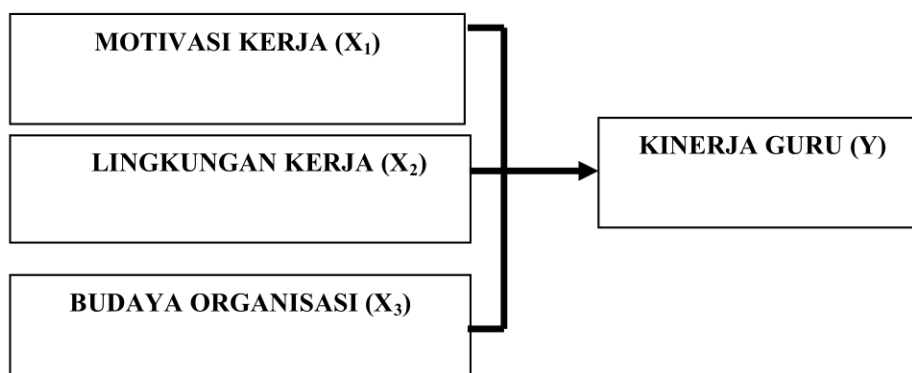 MOTIVASI KERJA (X₁)
LINGKUNGAN KERJA (X₂)
KINERJA GURU (Y)
BUDAYA ORGANISASI (X₃)